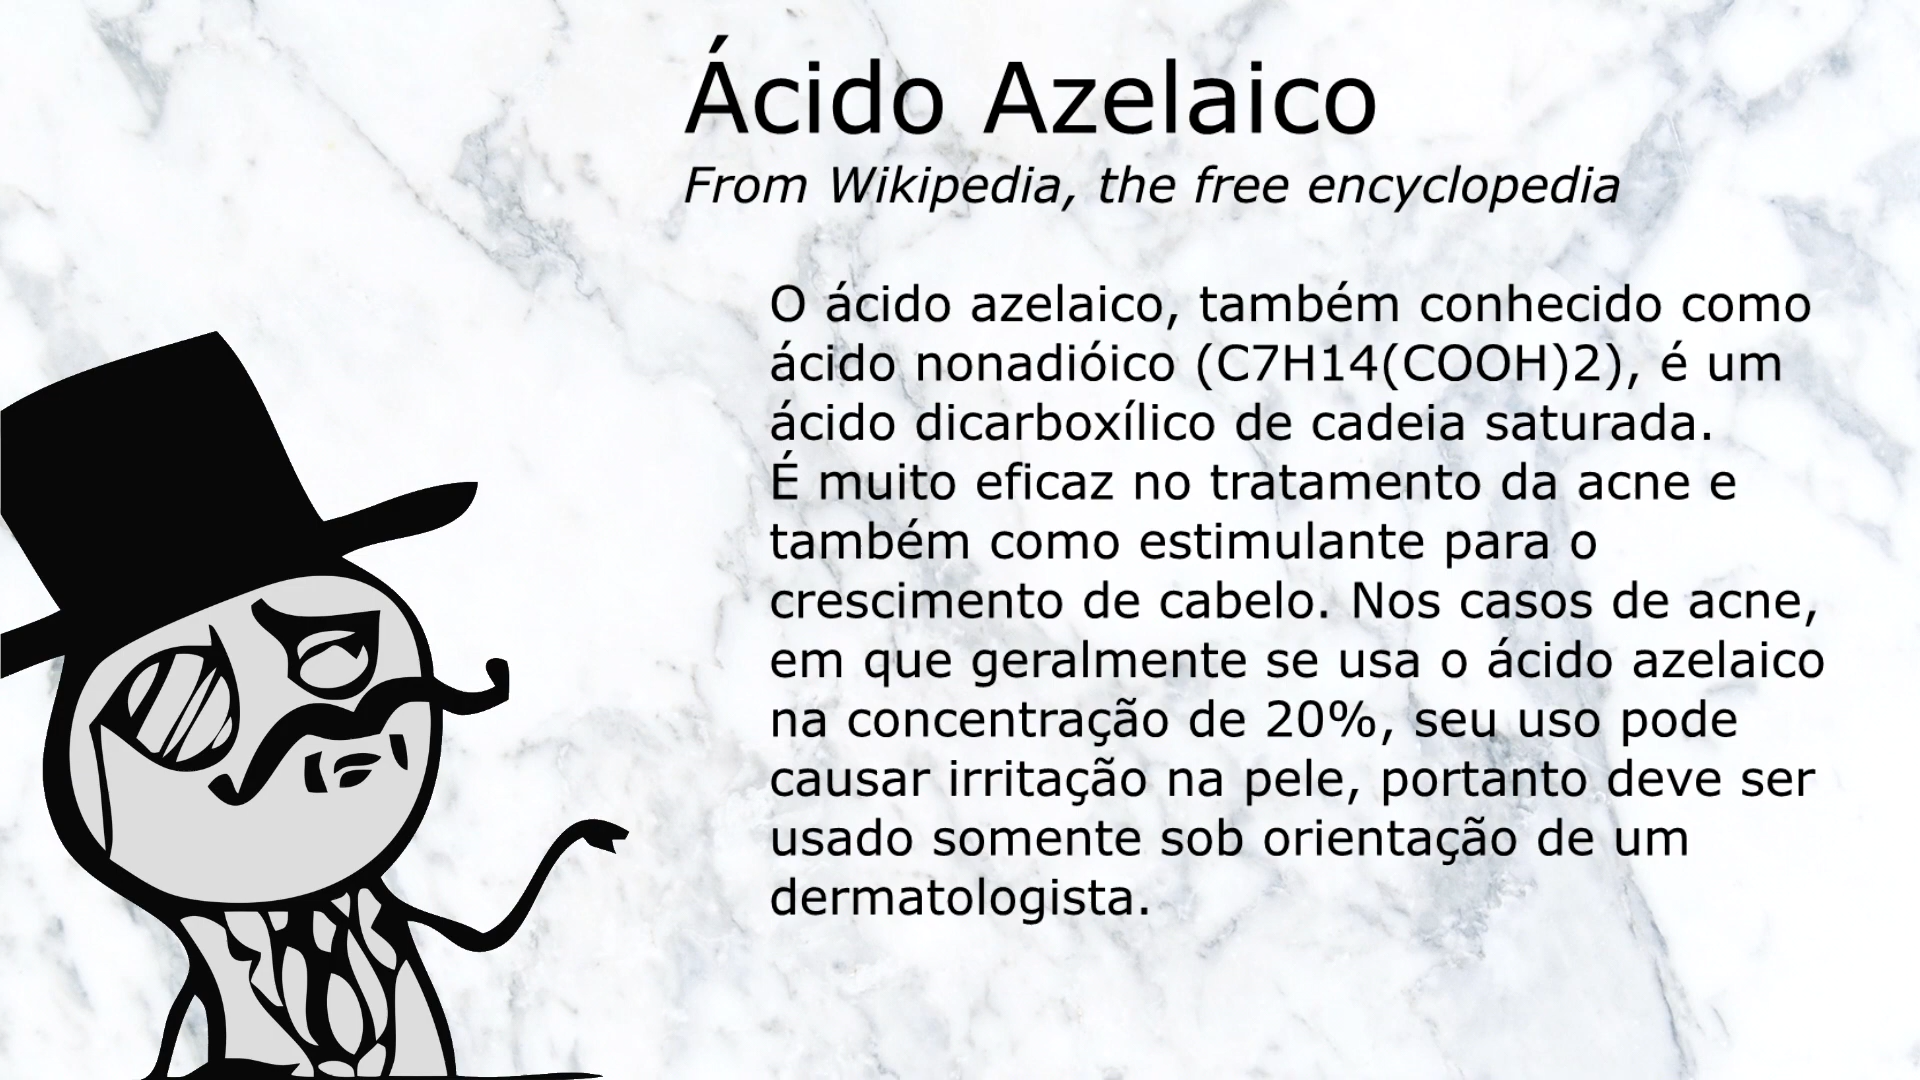 Ácido Azelaico
From Wikipedia, the free encyclopedia
O ácido azelaico, também conhecido como
ácido nonadióico (C7H14(COOH)2), é um
ácido dicarboxílico de cadeia saturada.
É muito eficaz no tratamento da acne e
também como estimulante para o
crescimento de cabelo. Nos casos de acne,
em que geralmente se usa o ácido azelaico
na concentração de 20%, seu uso pode
causar irritação na pele, portanto deve ser
usado somente sob orientação de um
dermatologista.